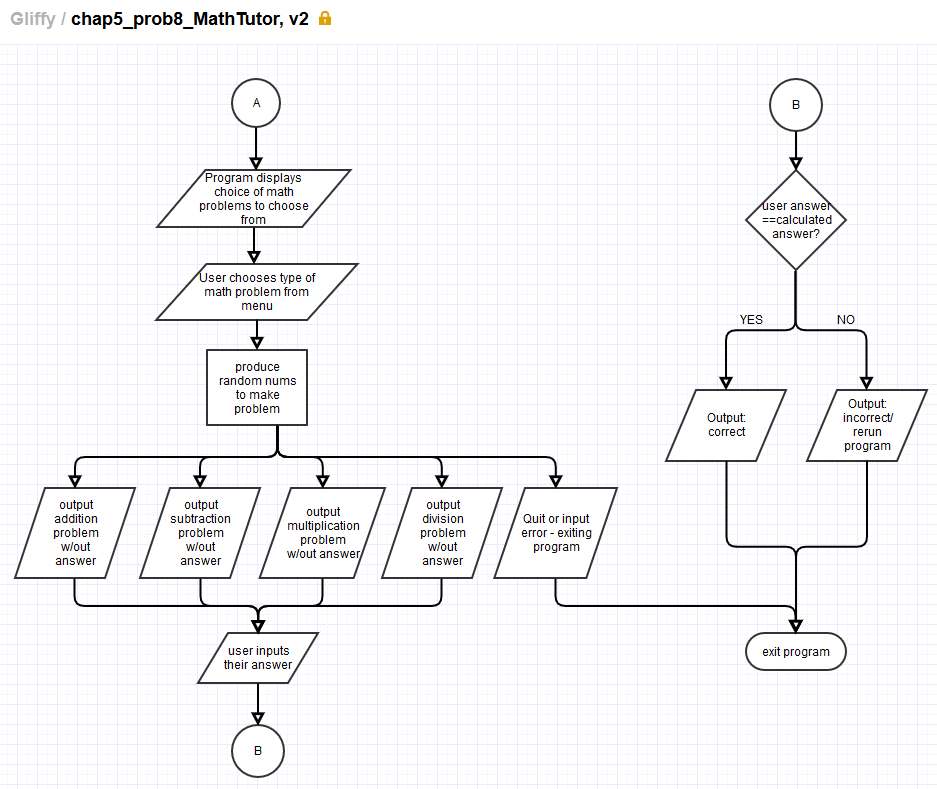 Gliffy / chap5_prob8_MathTutor, v2
A
Program displays
choice of math
problems to choose
from
User chooses type of
math problem from
menu
produce
random nums
to make
problem
output
addition
problem
w/out
answer
output
subtraction
problem
w/out
answer
output
multiplication
problem
w/out answer
output
division
problem
w/out
answer
Quit or input
error - exiting
program
user inputs
their answer
B
B
user answer
==calculated
answer?
YES
NO
Output:
correct
Output:
incorrect/
rerun
program
exit program